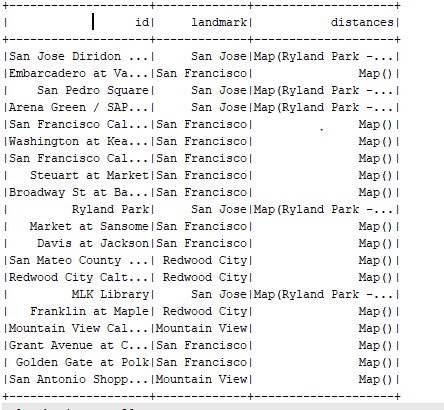 +--------------------+-------------+--------------------+
|                  id|     landmark|           distances|
+--------------------+-------------+--------------------+
|San Jose Diridon ...|     San Jose|Map(Ryland Park -...|
|Embarcadero at Va...|San Francisco|               Map()|
|    San Pedro Square|     San Jose|Map(Ryland Park -...|
|Arena Green / SAP...|     San Jose|Map(Ryland Park -...|
|San Francisco Cal...|San Francisco|               Map()|
|Washington at Kea...|San Francisco|               Map()|
|San Francisco Cal...|San Francisco|               Map()|
|   Steuart at Market|San Francisco|               Map()|
|Broadway St at Ba...|San Francisco|               Map()|
|         Ryland Park|     San Jose|Map(Ryland Park -...|
|   Market at Sansome|San Francisco|               Map()|
|    Davis at Jackson|San Francisco|               Map()|
|San Mateo County ...| Redwood City|               Map()|
|Redwood City Calt...| Redwood City|               Map()|
|         MLK Library|     San Jose|Map(Ryland Park -...|
|   Franklin at Maple| Redwood City|               Map()|
|Mountain View Cal...|Mountain View|               Map()|
|Grant Avenue at C...|San Francisco|               Map()|
| Golden Gate at Polk|San Francisco|               Map()|
|San Antonio Shopp...|Mountain View|               Map()|
+--------------------+-------------+--------------------+